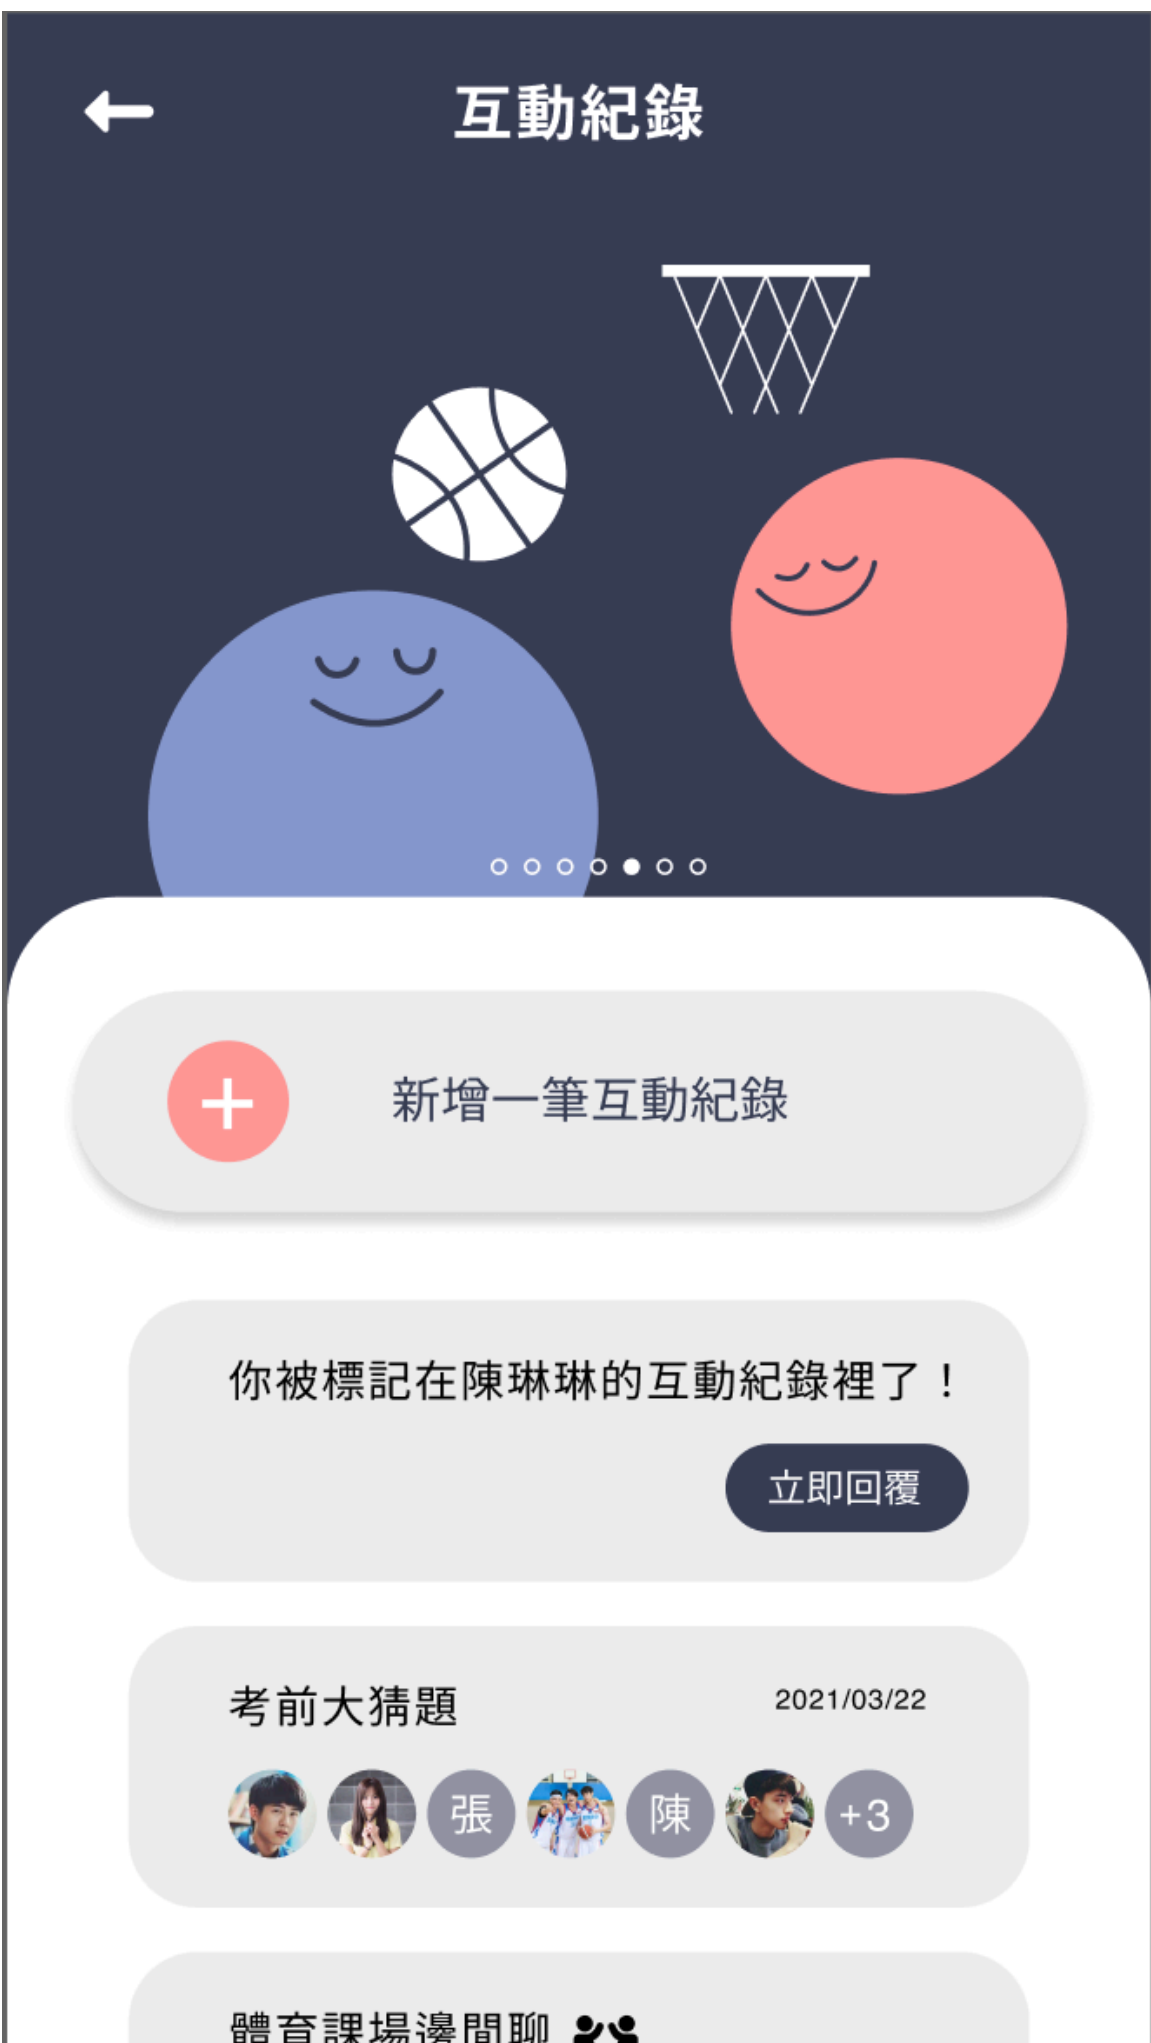 互動紀錄
新增一筆互動紀錄
你被標記在陳琳琳的互動紀錄裡了！
立即回覆
考前大猜題
2021/03/22
張
陳
+3
體育課場邊閒聊